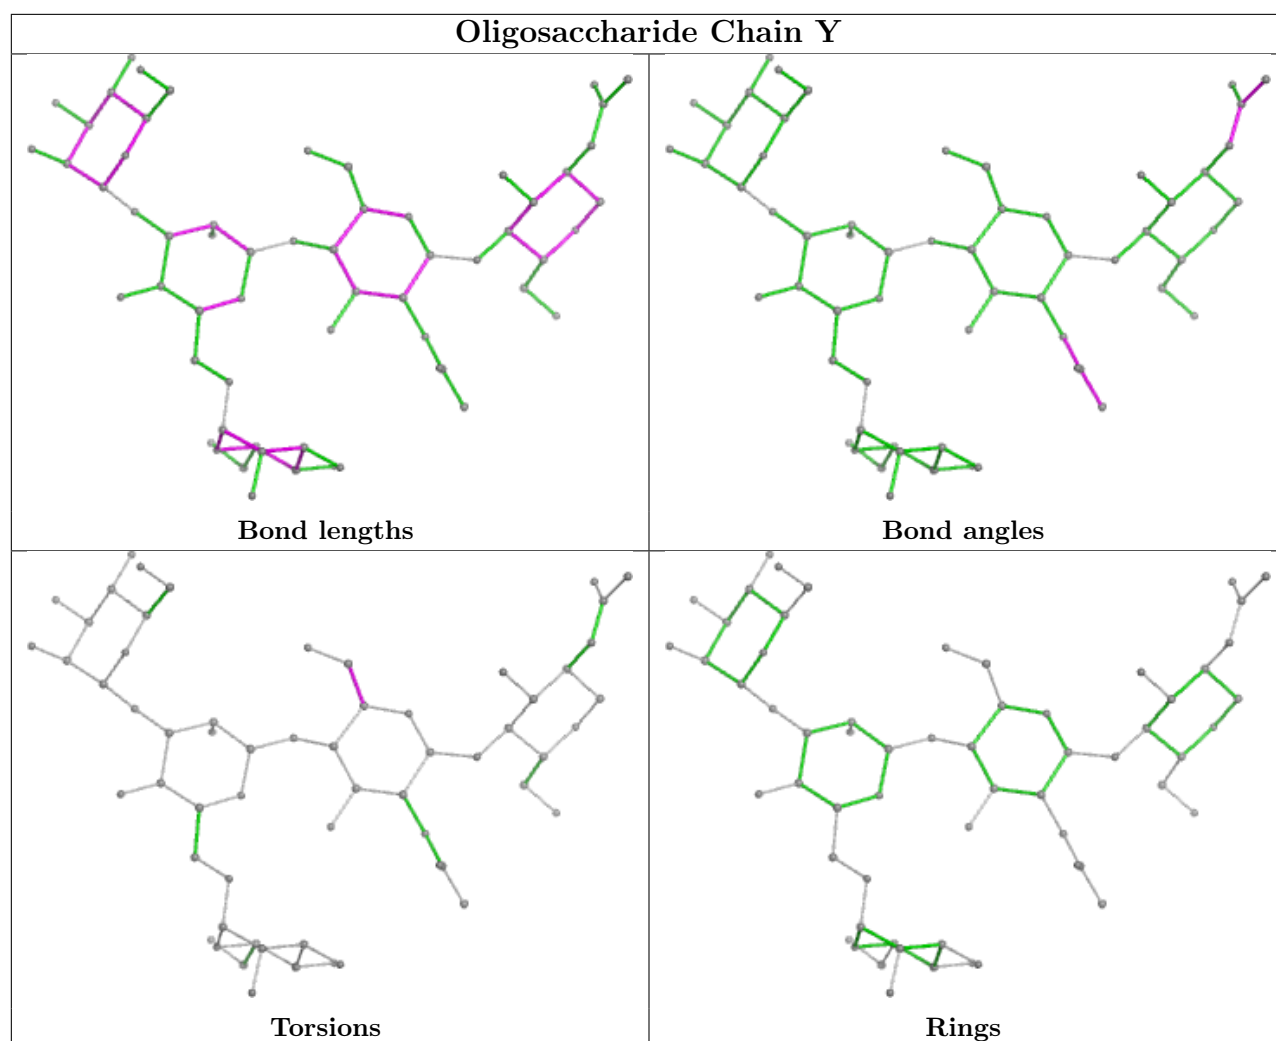 Oligosaccharide Chain Y
Bond lengths
Bond angles
Torsions
Rings